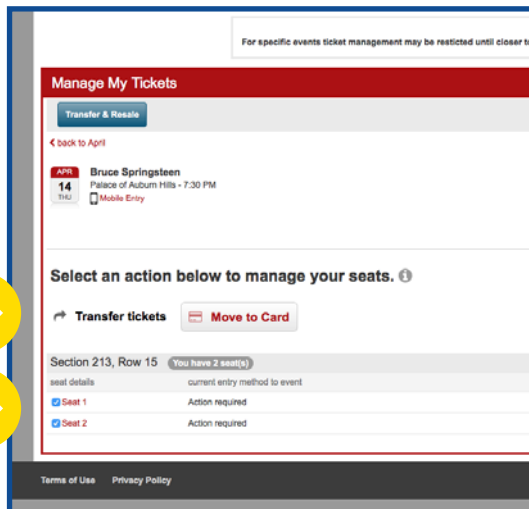 For specific events ticket management may be resticted until closer t
Manage My Tickets
Transfer & Resale
back to April
APR
14
THU
Bruce Springsteen
Palace of Auburn Hills - 7:30 PM
Mobile Entry
Select an action below to manage your seats.
Transfer tickets
Move to Card
Section 213, Row 15 You have 2 seat(s)
seat details current entry method to event
Seat 1 Action required
Seat 2 Action required
Terms of Use Privacy Policy